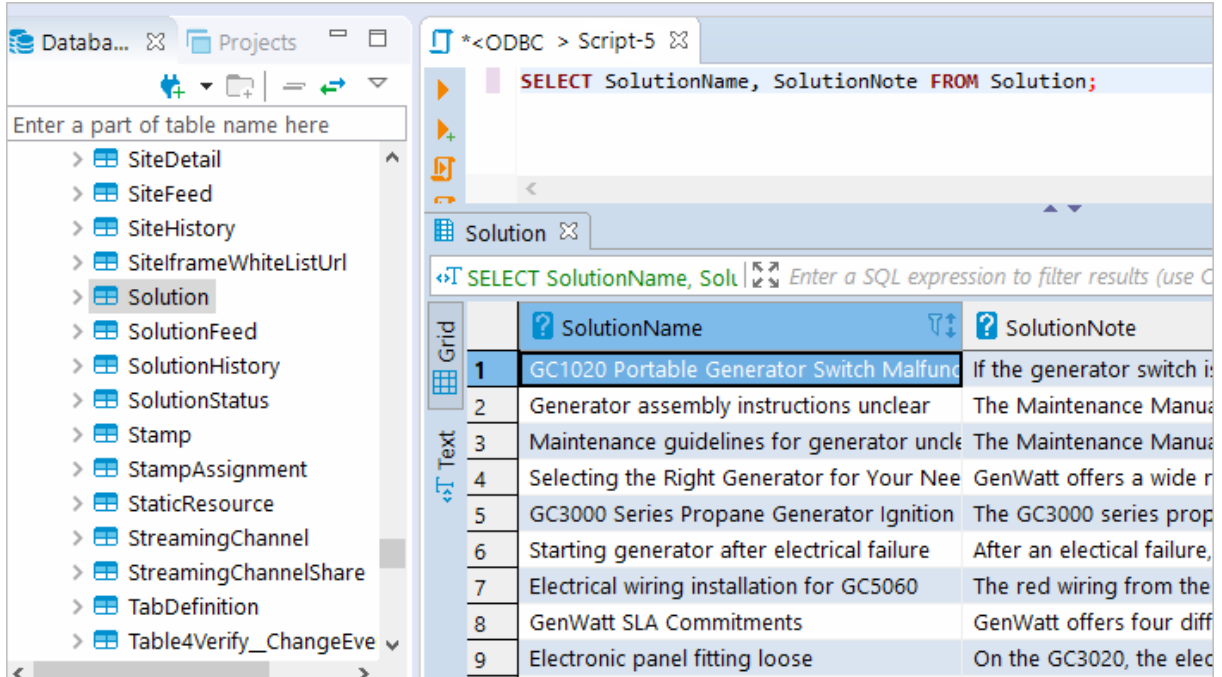 Databa...
Projects
Enter a part of table name here
SiteDetail
SiteFeed
SiteHistory
SiteIframeWhiteListUrl
Solution
SolutionFeed
SolutionHistory
SolutionStatus
Stamp
StampAssignment
StaticResource
StreamingChannel
StreamingChannelShare
TabDefinition
Table4Verify__ChangeEve
*<ODBC > Script-5
SELECT SolutionName, SolutionNote FROM Solution;
Solution
SELECT SolutionName, Solu
Enter a SQL expression to filter results (use C
Grid
Text
SolutionName SolutionNote
1 GC1020 Portable Generator Switch Malfunc If the generator switch is
2 Generator assembly instructions unclear The Maintenance Manua
3 Maintenance guidelines for generator uncle The Maintenance Manua
4 Selecting the Right Generator for Your Nee GenWatt offers a wide r
5 GC3000 Series Propane Generator Ignition The GC3000 series prop
6 Starting generator after electrical failure After an electical failure,
7 Electrical wiring installation for GC5060 The red wiring from the
8 GenWatt SLA Commitments GenWatt offers four diff
9 Electronic panel fitting loose On the GC3020, the elec